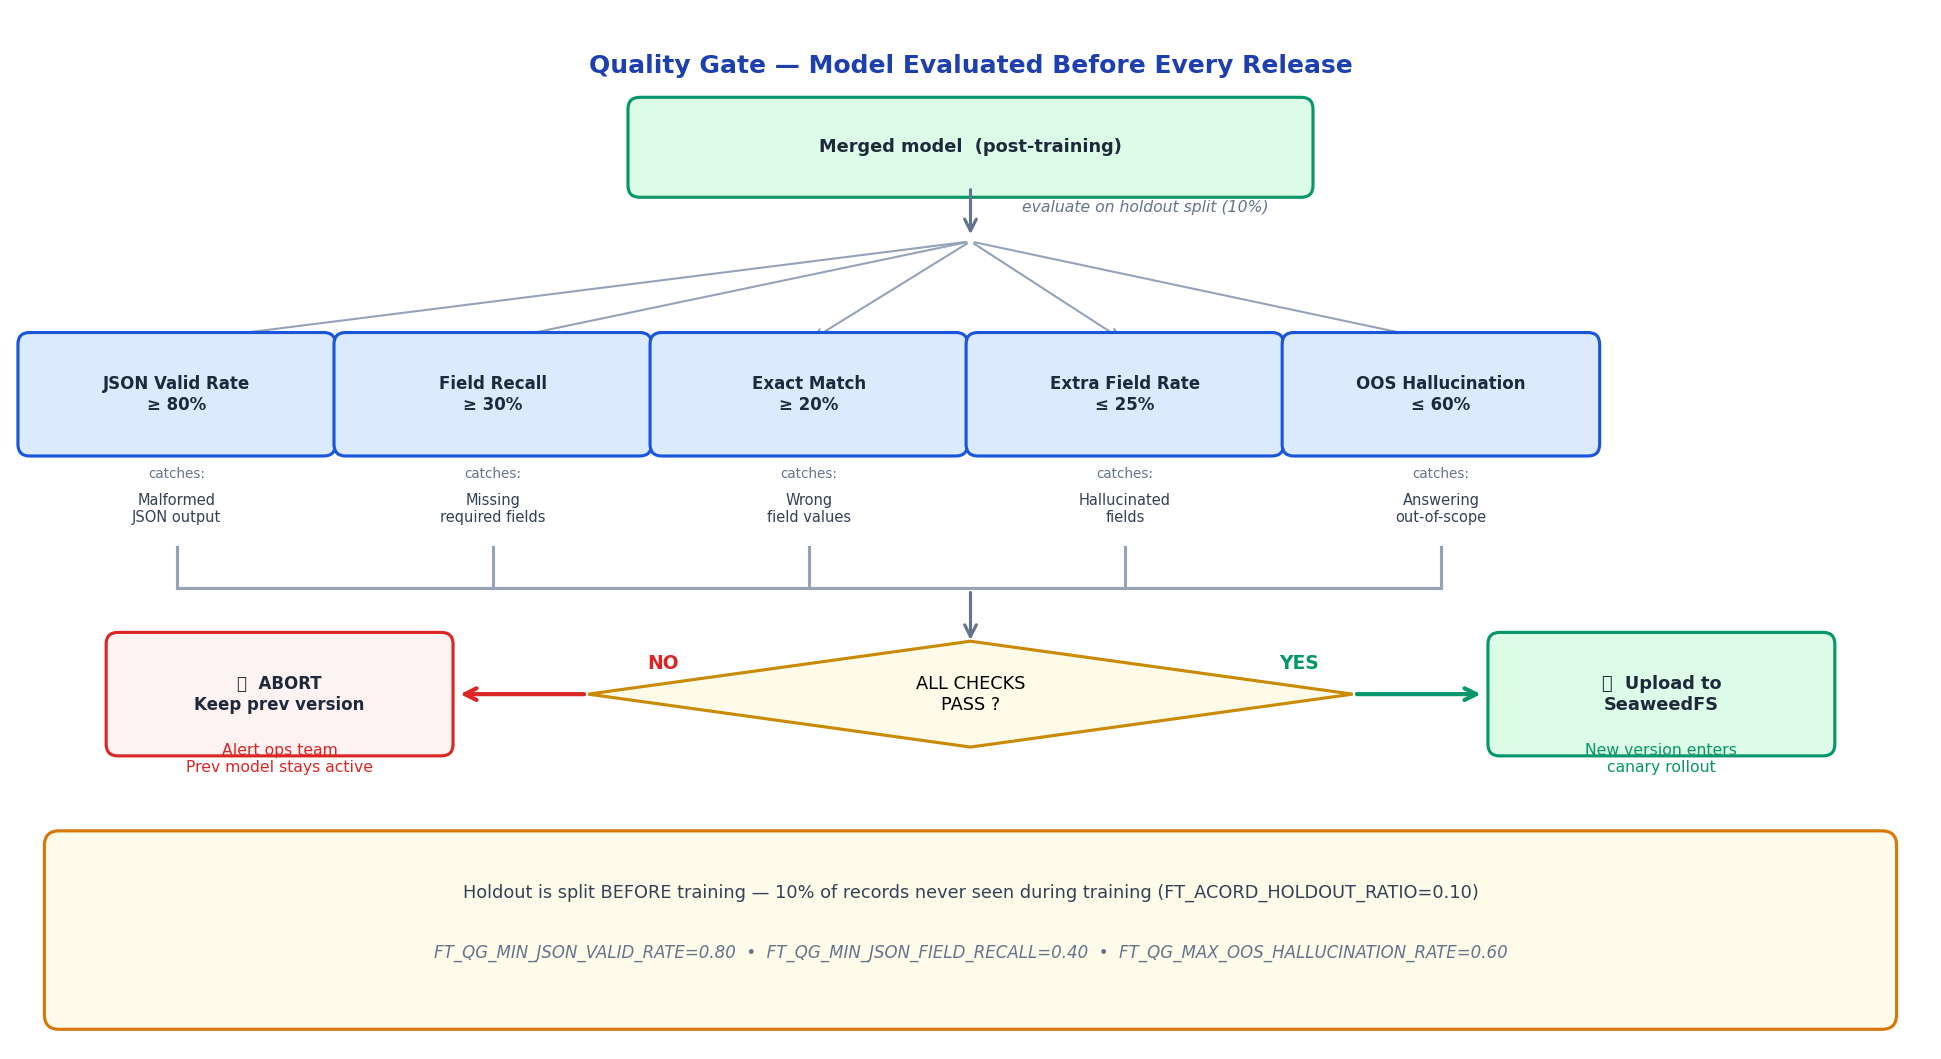 Quality Gate — Model Evaluated Before Every Release
Merged model  (post-training)
evaluate on holdout split (10%)
JSON Valid Rate
≥ 80%
Field Recall
≥ 30%
Exact Match
≥ 20%
Extra Field Rate
≤ 25%
OOS Hallucination
≤ 60%
catches:
Malformed
JSON output
catches:
Missing
required fields
catches:
Wrong
field values
catches:
Hallucinated
fields
catches:
Answering
out-of-scope
NO
YES
ABORT
Keep prev version
ALL CHECKS
PASS ?
Upload to
SeaweedFS
Alert ops team
Prev model stays active
New version enters
canary rollout
Holdout is split BEFORE training — 10% of records never seen during training (FT_ACORD_HOLDOUT_RATIO=0.10)
FT_QG_MIN_JSON_VALID_RATE=0.80  •  FT_QG_MIN_JSON_FIELD_RECALL=0.40  •  FT_QG_MAX_OOS_HALLUCINATION_RATE=0.60